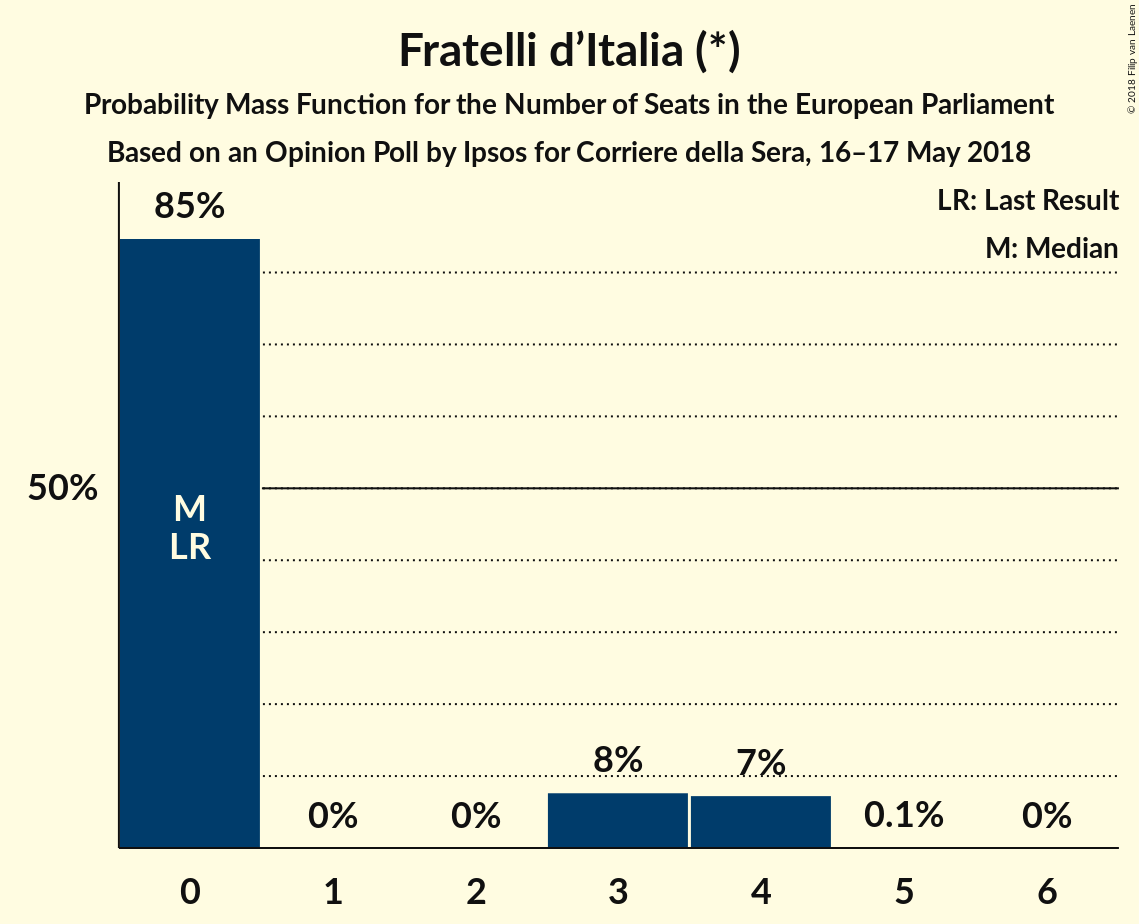 Fratelli d’Italia (*)
Probability Mass Function for the Number of Seats in the European Parliament
Based on an Opinion Poll by Ipsos for Corriere della Sera, 16–17 May 2018
© 2018 Filip van Laenen
LR: Last Result
M: Median
85%
50%
M
LR
8%
7%
0%
0%
0.1%
0%
0
1
2
3
4
5
6